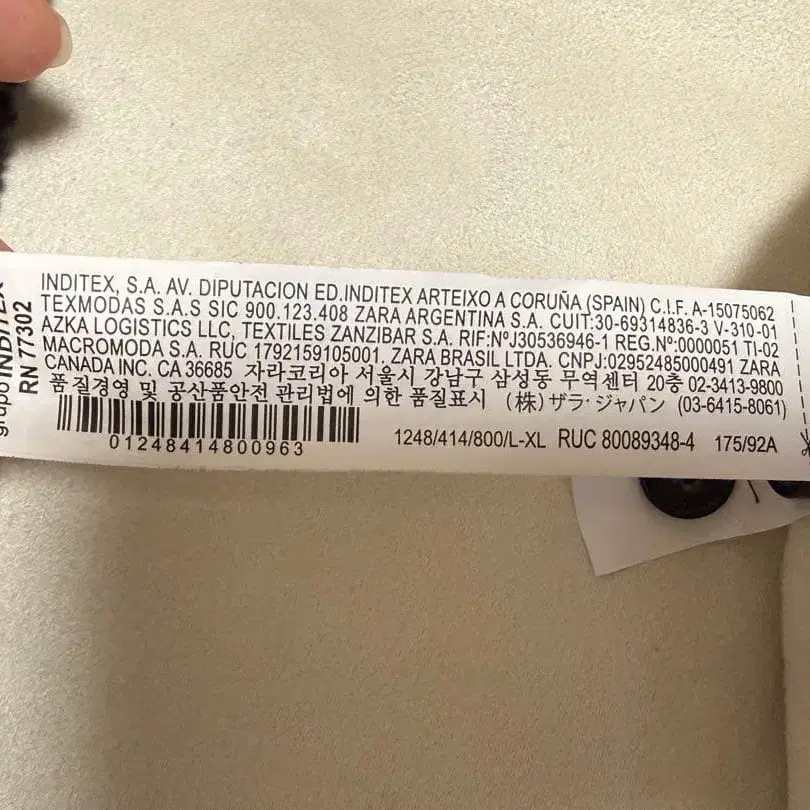 grupo INDITEX
RN 77302
INDITEX, S.A. AV. DIPUTACION ED.INDITEX ARTEIXO A CORUÑA (SPAIN) C.I.F. A-15075062
TEXMODAS S.A.S SIC 900.123.408 ZARA ARGENTINA S.A. CUIT:30-69314836-3 V-310-01
AZKA LOGISTICS LLC, TEXTILES ZANZIBAR S.A. RIF:NºJ30536946-1 REG.Nº:0000051 TI-02
MACROMODA S.A. RUC 1792159105001. ZARA BRASIL LTDA. CNPJ:02952485000491 ZARA
CANADA INC. CA 36685 자라코리아 서울시 강남구 삼성동 무역센터 20층 02-3413-9800
품질경영 및 공산품안전 관리법에 의한 품질표시 (株) ザラ・ジャパン (03-6415-8061)
01248414800963
1248/414/800/L-XL RUC 80089348-4 175/92A